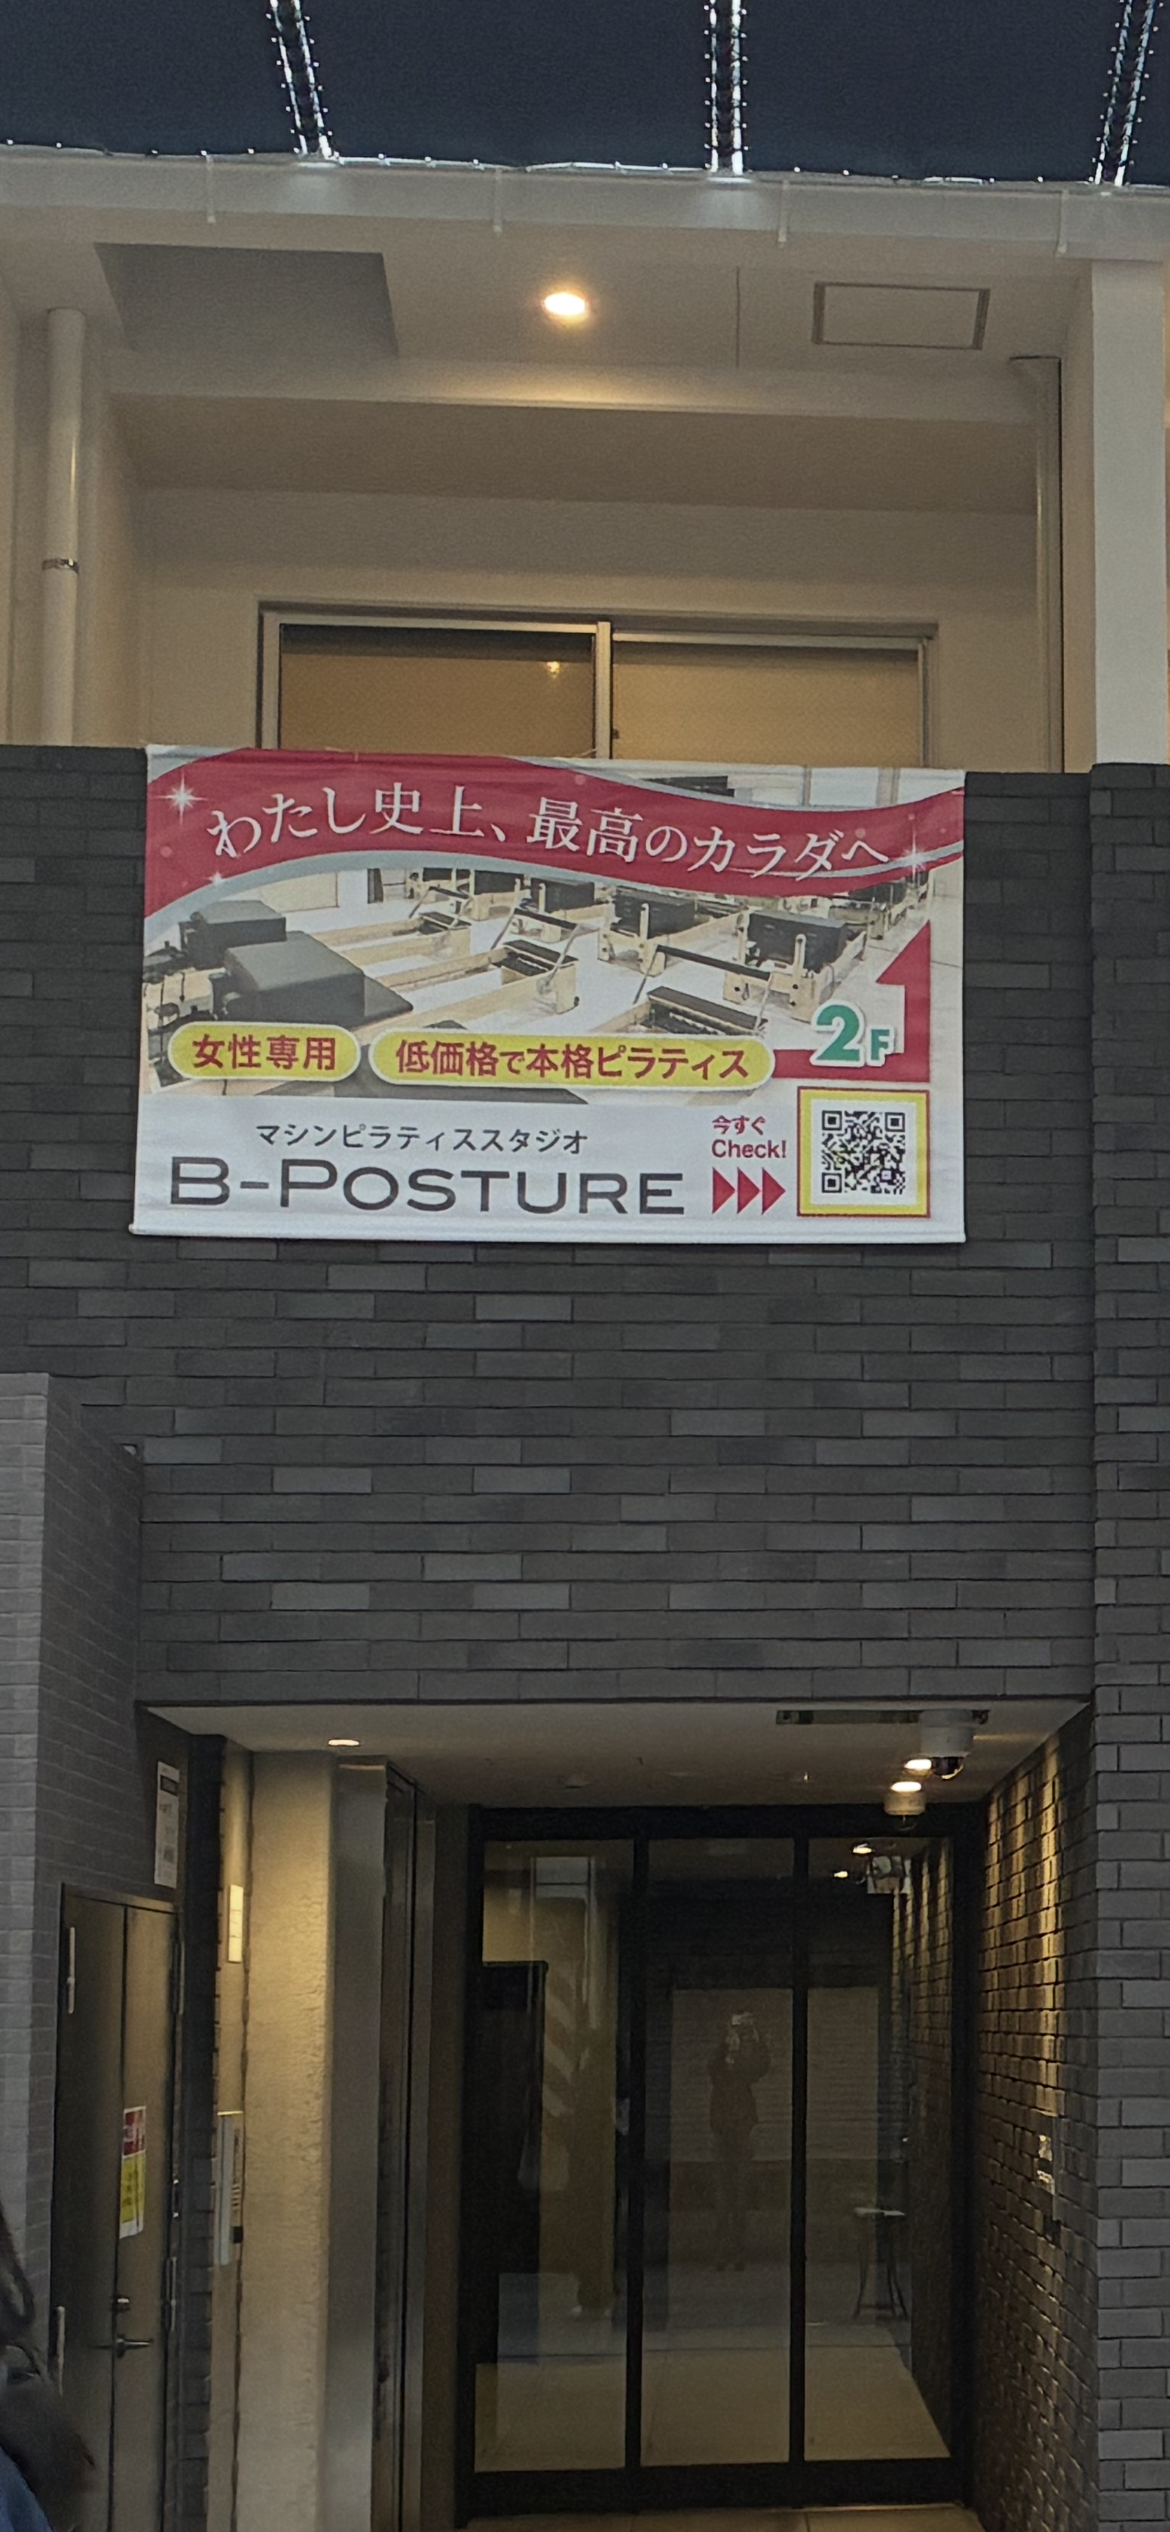 わたし史上、最高のカラダへ
2F
女性専用 低価格で本格ピラティス
マシンピラティススタジオ
B-POSTURE
今すぐ
Check!